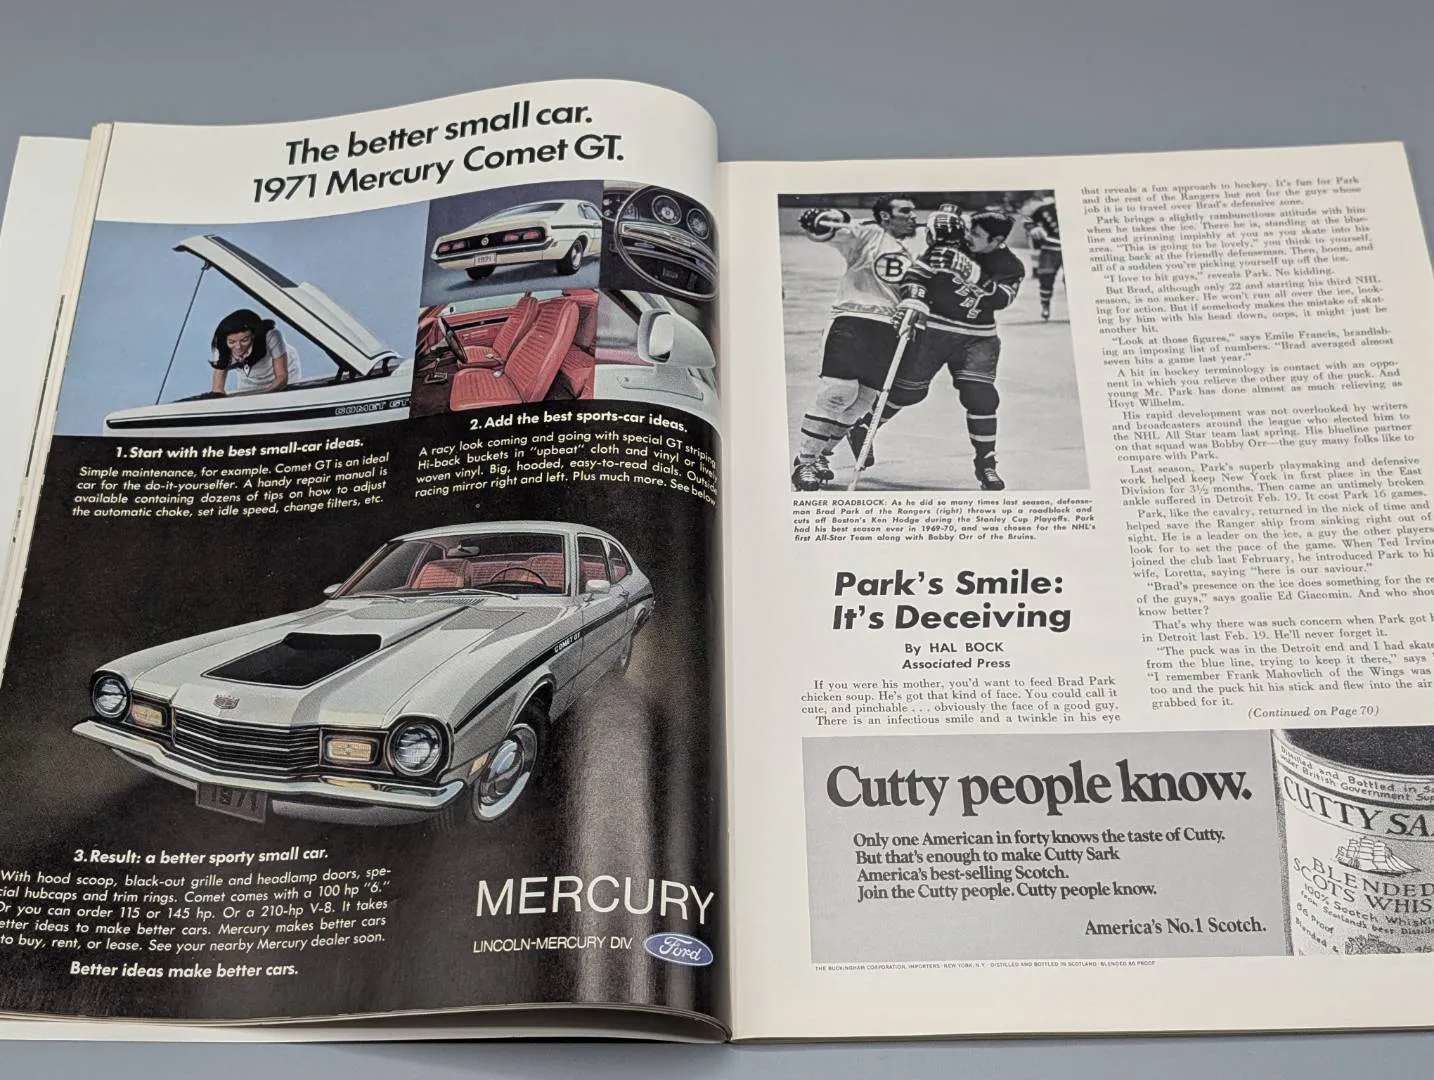 The better small car.
1971 Mercury Comet GT.
1971
COMET GT
1. Start with the best small-car ideas.
Simple maintenance, for example. Comet GT is an ideal
car for the do-it-yourselfer. A handy repair manual is
available containing dozens of tips on how to adjust
the automatic choke, set idle speed, change filters, etc.
2. Add the best sports-car ideas.
A racy look coming and going with special GT striping
Hi-back buckets in "upbeat" cloth and vinyl or lively
woven vinyl. Big, hooded, easy-to-read dials. Outside
racing mirror right and left. Plus much more. See below
COMET GT
1971
3. Result: a better sporty small car.
With hood scoop, black-out grille and headlamp doors, spe-
cial hubcaps and trim rings. Comet comes with a 100 hp "6."
Or you can order 115 or 145 hp. Or a 210-hp V-8. It takes
etter ideas to make better cars. Mercury makes better cars
to buy, rent, or lease. See your nearby Mercury dealer soon.
Better ideas make better cars.
MERCURY
LINCOLN-MERCURY DIV.
Ford
B
RANGER ROADBLOCK: As he did so many times last season, defense-
man Brad Park of the Rangers (right) throws up a roadblock and
cuts off Boston's Ken Hodge during the Stanley Cup Playoffs. Park
had his best season ever in 1969-70, and was chosen for the NHL's
first All-Star Team along with Bobby Orr of the Bruins.
Park's Smile:
It's Deceiving
By HAL BOCK
Associated Press
If you were his mother, you'd want to feed Brad Park
chicken soup. He's got that kind of face. You could call it
cute, and pinchable . . . obviously the face of a good guy.
There is an infectious smile and a twinkle in his eye
that reveals a fun approach to hockey. It's fun for Park
and the rest of the Rangers but not for the guys whose
job it is to travel over Brad's defensive zone.
Park brings a slightly rambunctious attitude with him
when he takes the ice. There he is, standing at the blue-
line and grinning impishly at you as you skate into his
area. "This is going to be lovely," you think to yourself,
smiling back at the friendly defenseman. Then, boom, and
all of a sudden you're picking yourself up off the ice.
"I love to hit guys," reveals Park. No kidding.
But Brad, although only 22 and starting his third NHL
season, is no sucker. He won't run all over the ice, look-
ing for action. But if somebody makes the mistake of skat-
ing by him with his head down, oops, it might just be
another hit.
"Look at those figures," says Emile Francis, brandish-
ing an imposing list of numbers. "Brad averaged almost
seven hits a game last year."
A hit in hockey terminology is contact with an oppo-
nent in which you relieve the other guy of the puck. And
young Mr. Park has done almost as much relieving as
Hoyt Wilhelm.
His rapid development was not overlooked by writers
and broadcasters around the league who elected him to
the NHL All Star team last spring. His blueline partner
on that squad was Bobby Orr—the guy many folks like to
compare with Park.
Last season, Park's superb playmaking and defensive
work helped keep New York in first place in the East
Division for 3½ months. Then came an untimely broken
ankle suffered in Detroit Feb. 19. It cost Park 16 games.
Park, like the cavalry, returned in the nick of time and
helped save the Ranger ship from sinking right out of
sight. He is a leader on the ice, a guy the other players
look for to set the pace of the game. When Ted Irvine
joined the club last February, he introduced Park to hi
wife, Loretta, saying "here is our saviour."
"Brad's presence on the ice does something for the re
of the guys," says goalie Ed Giacomin. And who shou
know better?
That's why there was such concern when Park got h
in Detroit last Feb. 19. He'll never forget it.
"The puck was in the Detroit end and I had skate
from the blue line, trying to keep it there," says
"I remember Frank Mahovlich of the Wings was
too and the puck hit his stick and flew into the air
grabbed for it.
(Continued on Page 70)
Cutty people know.
Only one American in forty knows the taste of Cutty.
But that's enough to make Cutty Sark
America's best-selling Scotch.
Join the Cutty people. Cutty people know.
America's No. 1 Scotch.
Distilled and Bottled in S
under British Government Sup
CUTTY SA
BLENDED
SCOTS WHIS
100% Scotch Whiski
from Scotland's best Distille
86 Proof
Blended &
4/5
THE BUCKINGHAM CORPORATION, IMPORTERS · NEW YORK, N.Y. · DISTILLED AND BOTTLED IN SCOTLAND · BLENDED 86 PROOF